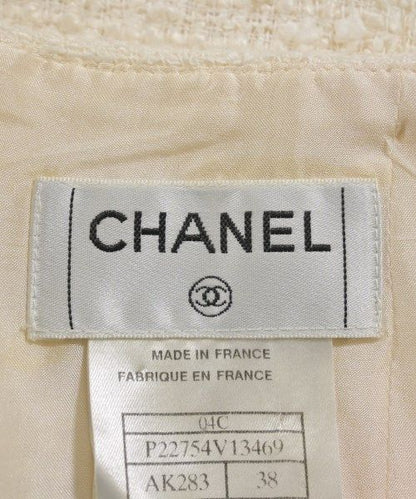 CHANEL
MADE IN FRANCE
FABRIQUE EN FRANCE
04C
P22754V13469
AK283 38